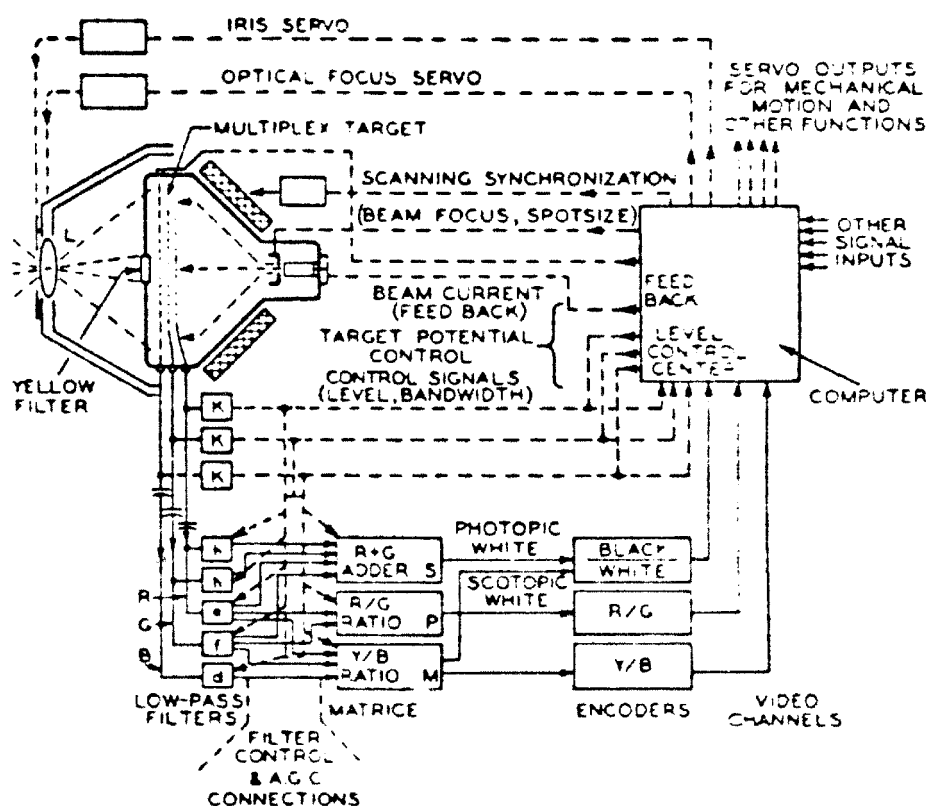 IRIS SERVO
OPTICAL FOCUS SERVO
SERVO OUTPUTS
FOR MECHANICAL
MOTION AND
OTHER FUNCTIONS
MULTIPLEX TARGET
SCANNING SYNCHRONIZATION
(BEAM FOCUS, SPOTSIZE)
L
OTHER
SIGNAL
INPUTS
BEAM CURRENT
(FEED BACK)
FEED
BACK
TARGET POTENTIAL
CONTROL
LEVEL
CONTROL
CENTER
CONTROL SIGNALS
(LEVEL, BANDWIDTH)
YELLOW
FILTER
COMPUTER
K
K
K
PHOTOPIC
WHITE
SCOTOPIC
WHITE
h
R+G
ADDER S
BLACK
WHITE
R
e
R/G
RATIO P
R/G
G
f
B
d
Y/B
RATIO M
Y/B
LOW-PASS
FILTERS
MATRICE
ENCODERS
VIDEO
CHANNELS
FILTER
CONTROL
& A.G.C
CONNECTIONS